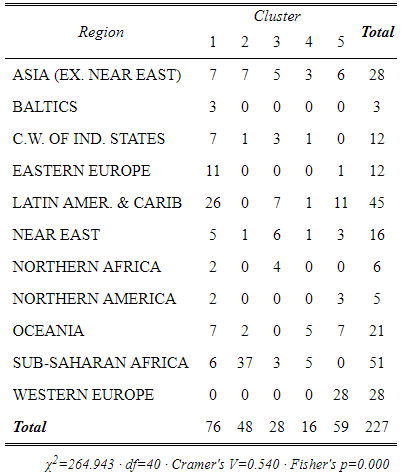 Region Cluster Total
1 2 3 4 5
ASIA (EX. NEAR EAST) 7 7 5 3 6 28
BALTICS 3 0 0 0 0 3
C.W. OF IND. STATES 7 1 3 1 0 12
EASTERN EUROPE 11 0 0 0 1 12
LATIN AMER. & CARIB 26 0 7 1 11 45
NEAR EAST 5 1 6 1 3 16
NORTHERN AFRICA 2 0 4 0 0 6
NORTHERN AMERICA 2 0 0 0 3 5
OCEANIA 7 2 0 5 7 21
SUB-SAHARAN AFRICA 6 37 3 5 0 51
WESTERN EUROPE 0 0 0 0 28 28
Total 76 48 28 16 59 227
χ²=264.943 · df=40 · Cramer's V=0.540 · Fisher's p=0.000